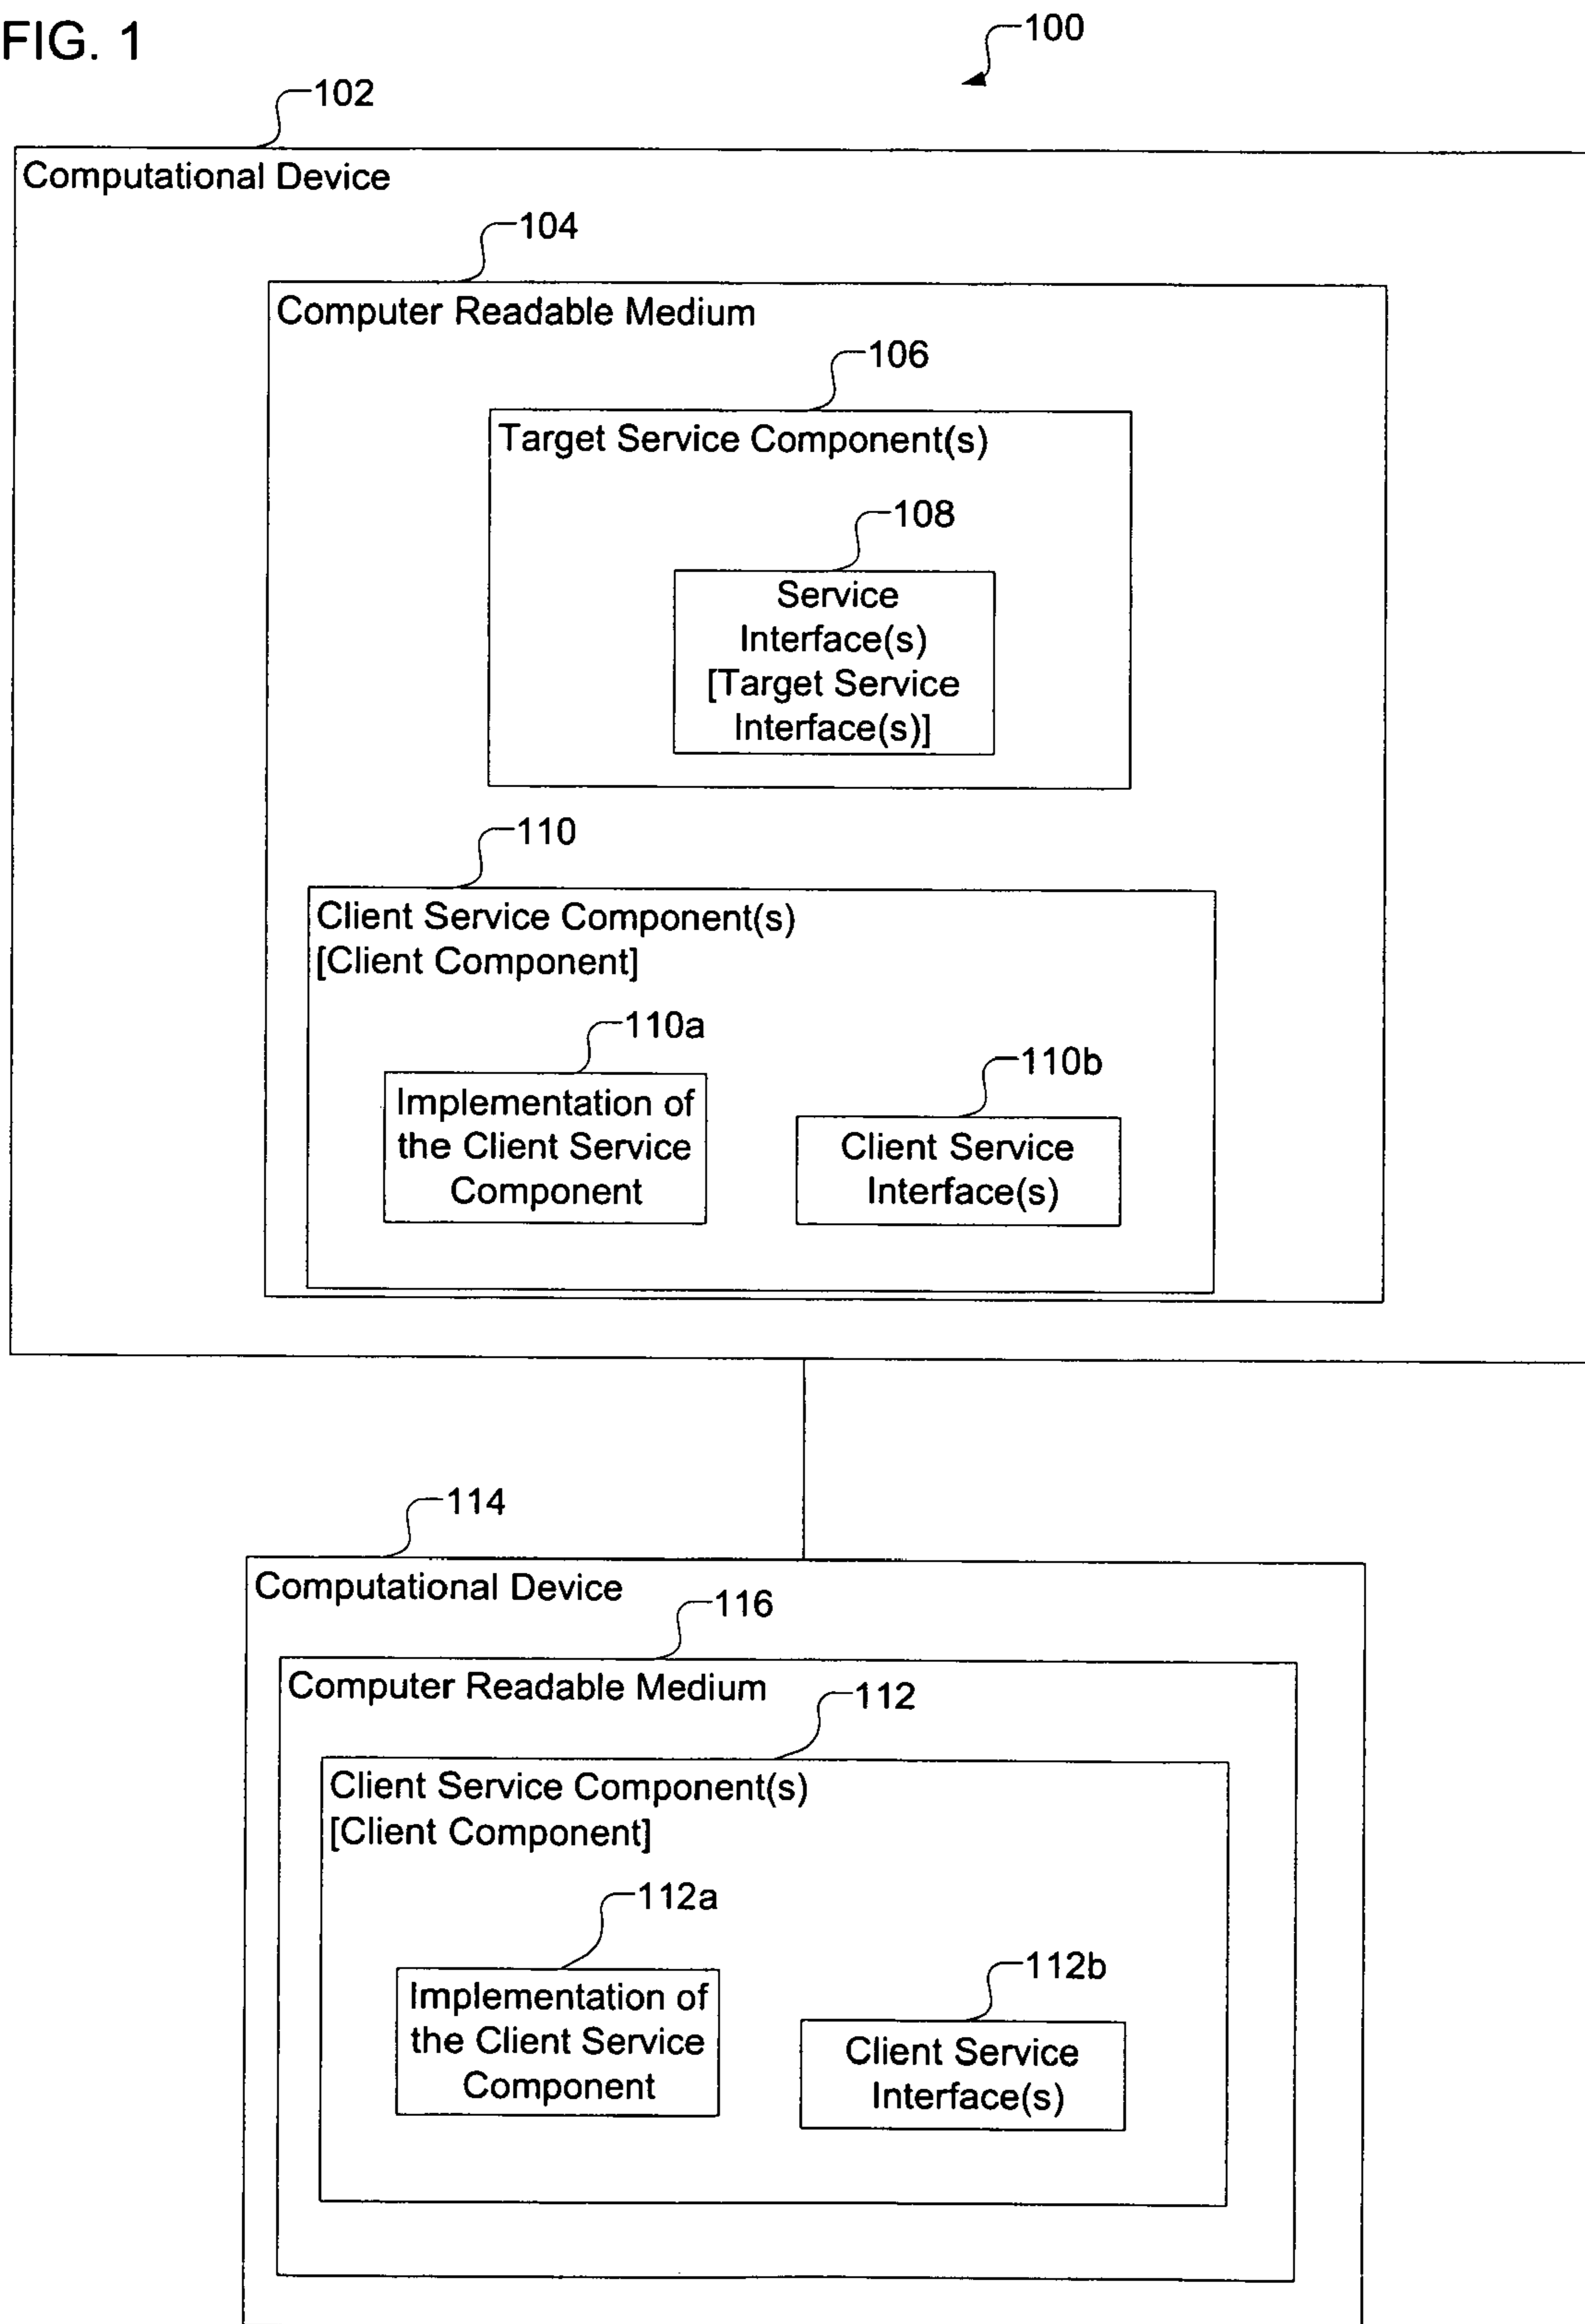 FIG. 1
100
102
Computational Device
104
Computer Readable Medium
106
Target Service Component(s)
108
Service
Interface(s)
[Target Service
Interface(s)]
110
Client Service Component(s)
[Client Component]
110a
110b
Implementation of
the Client Service
Component
Client Service
Interface(s)
114
Computational Device
116
Computer Readable Medium
112
Client Service Component(s)
[Client Component]
112a
112b
Implementation of
the Client Service
Component
Client Service
Interface(s)